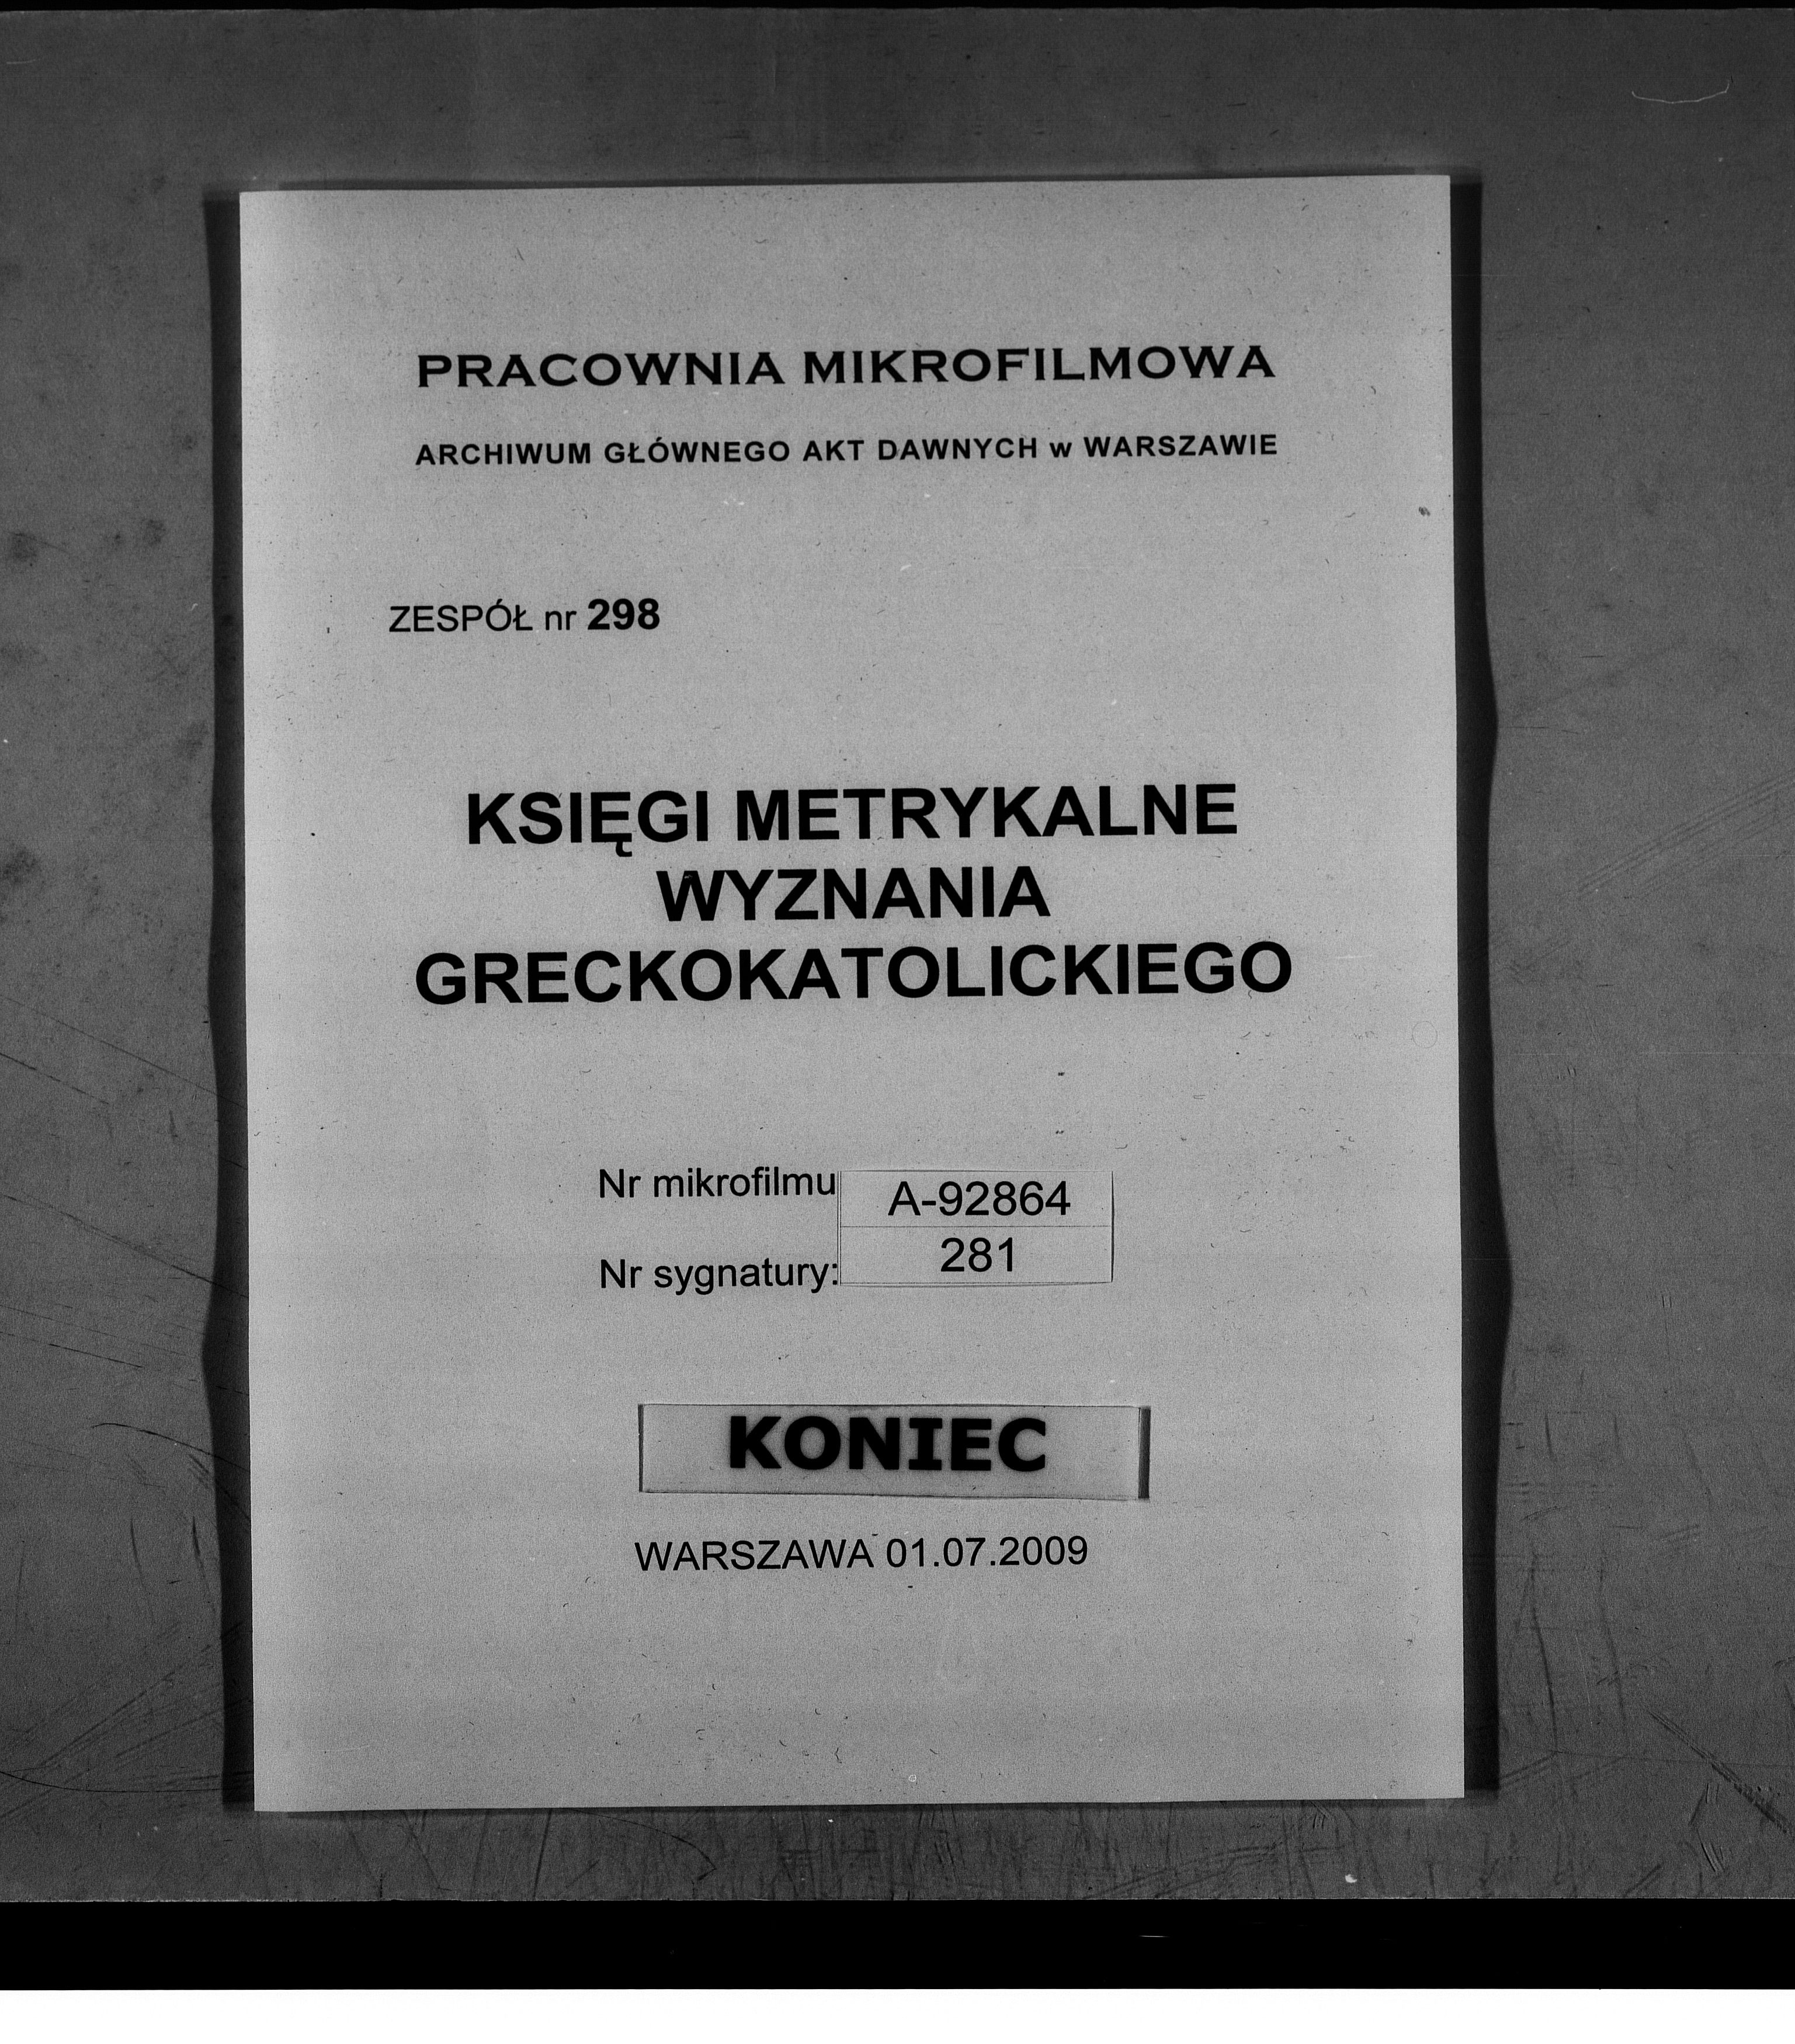 PRACOWNIA MIKROFILMOWA
ARCHIWUM GŁÓWNEGO AKT DAWNYCH w WARSZAWIE
ZESPÓŁ nr 298
KSIĘGI METRYKALNE
WYZNANIA
GRECKOKATOLICKIEGO
Nr mikrofilmu A-92864
Nr sygnatury: 281
KONIEC
WARSZAWA 01.07.2009